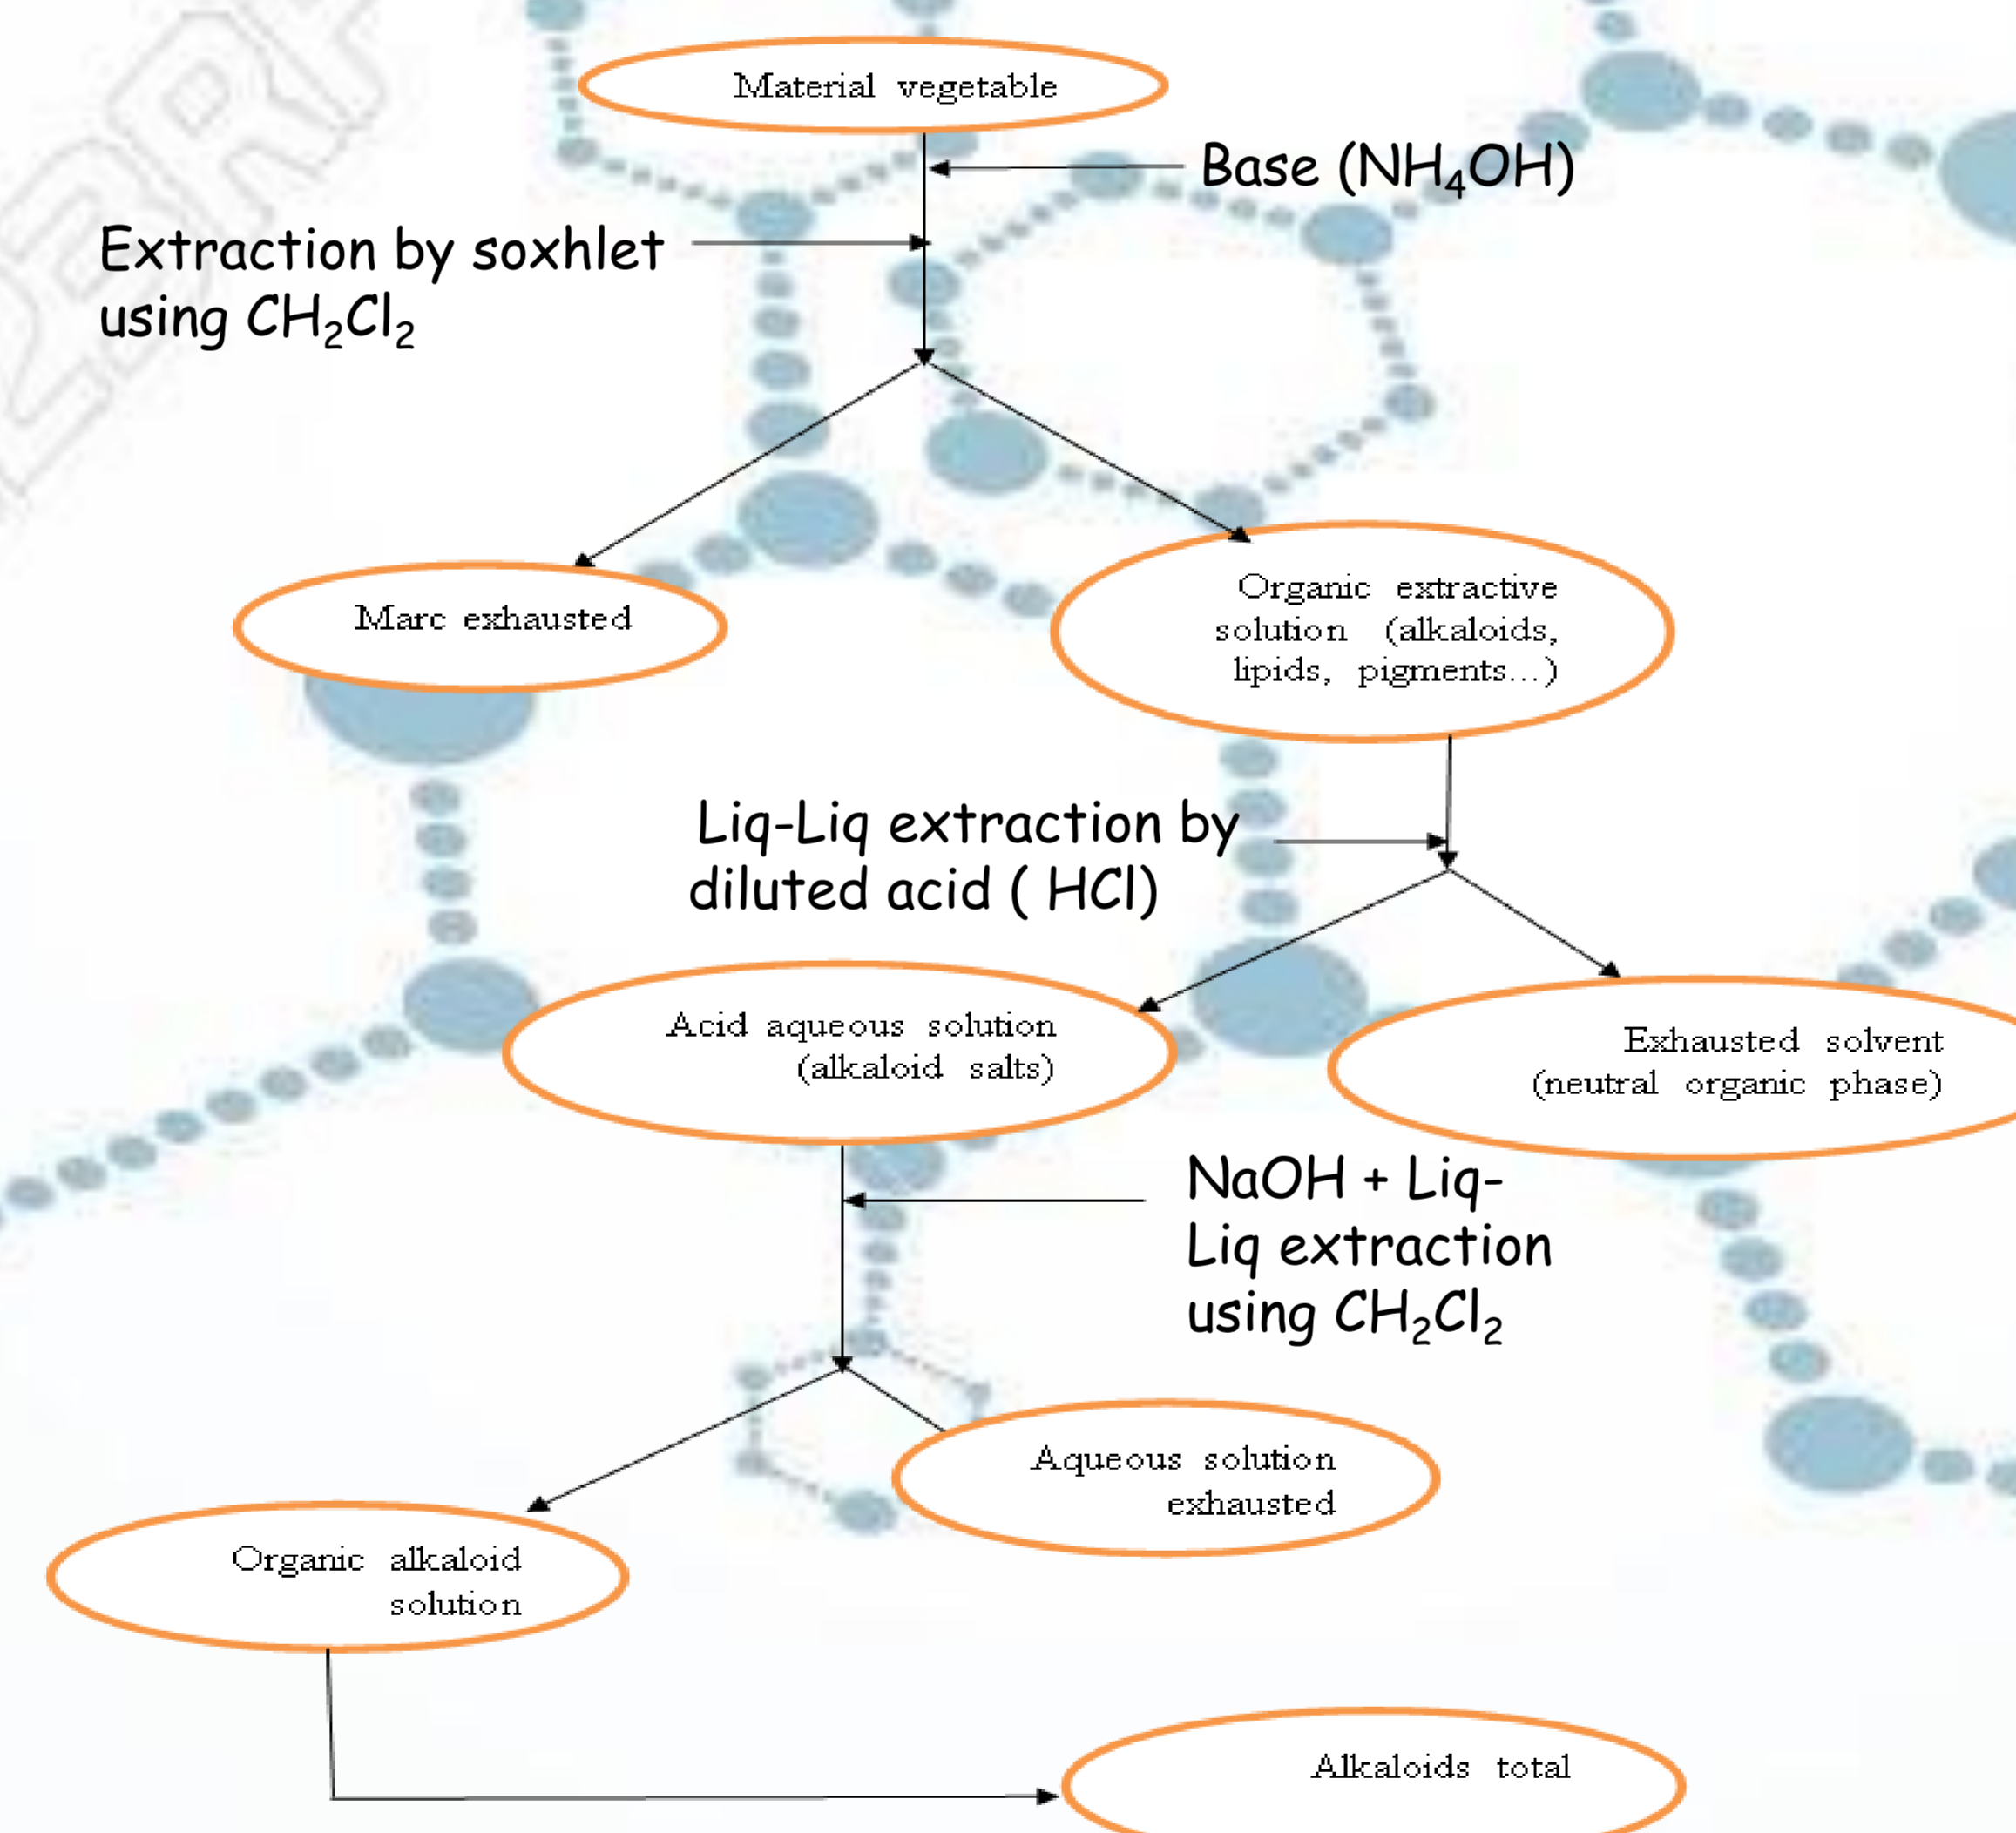 Material vegetable
Base (NH₄OH)
Extraction by soxhlet
using CH₂Cl₂
Marc exhausted
Organic extractive
solution (alkaloids,
lipids, pigments...)
Liq-Liq extraction by
diluted acid ( HCl)
Acid aqueous solution
(alkaloid salts)
Exhausted solvent
(neutral organic phase)
NaOH + Liq-
Liq extraction
using CH₂Cl₂
Aqueous solution
exhausted
Organic alkaloid
solution
Alkaloids total